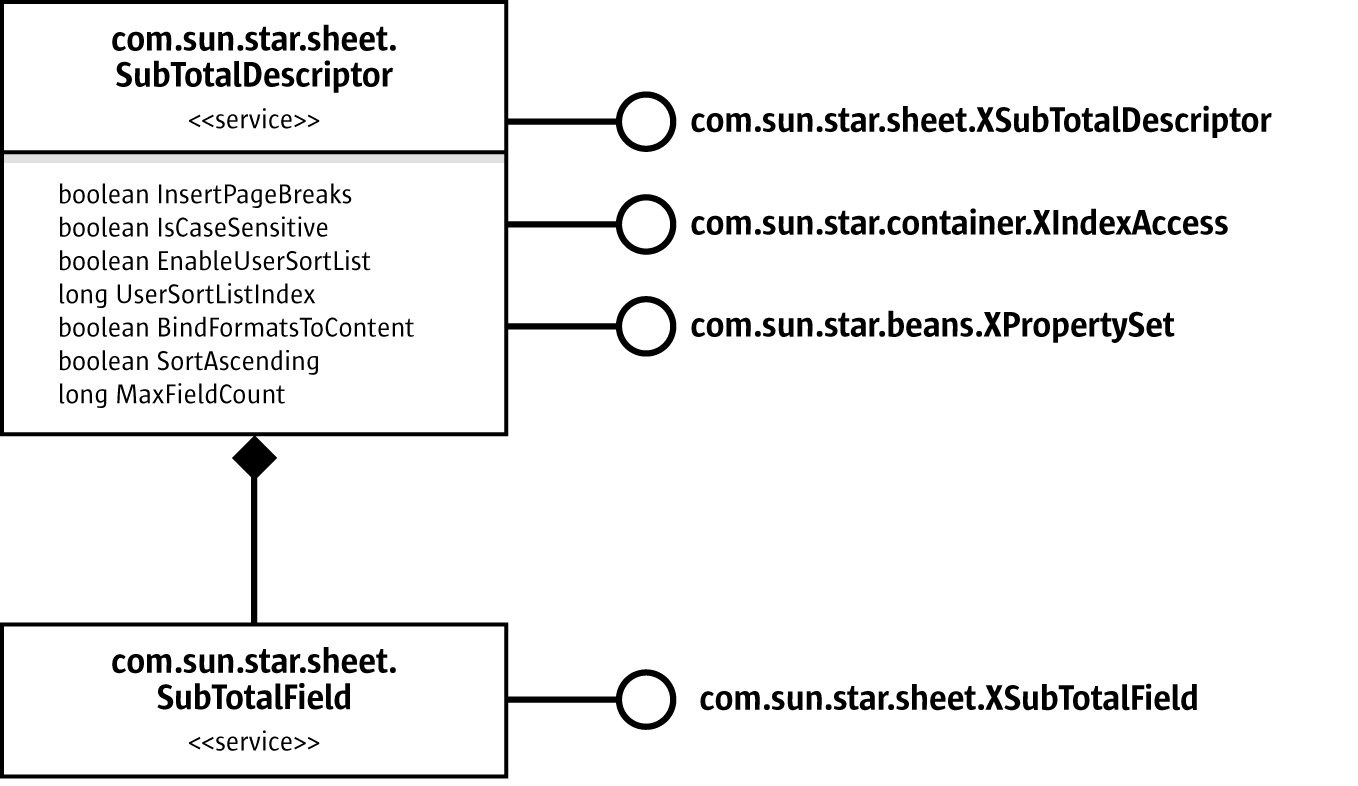 com.sun.star.sheet.
SubTotalDescriptor
<<service>>
boolean InsertPageBreaks
boolean IsCaseSensitive
boolean EnableUserSortList
long UserSortListIndex
boolean BindFormatsToContent
boolean SortAscending
long MaxFieldCount
com.sun.star.sheet.XSubTotalDescriptor
com.sun.star.container.XIndexAccess
com.sun.star.beans.XPropertySet
com.sun.star.sheet.
SubTotalField
<<service>>
com.sun.star.sheet.XSubTotalField